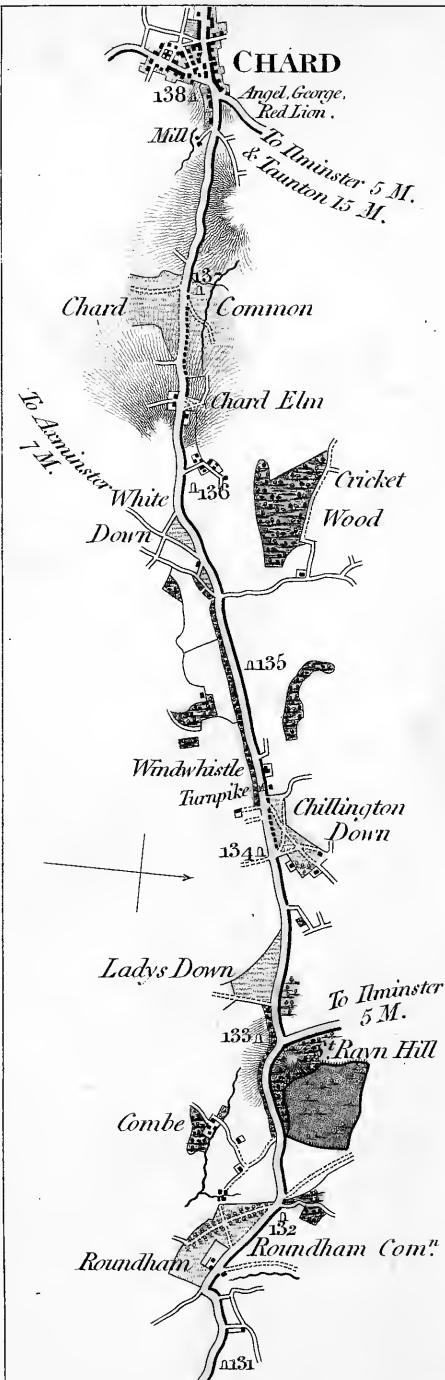 CHARD
Angel, George,
Red Lion.
138
Mill
To Ilminster 5 M.
& Taunton 15 M.
137
Chard Common
Chard Elm
To Axminster
7 M.
136
White
Down
Cricket
Wood
135
Windwhistle
Turnpike
Chillington
Down
134
Ladys Down
To Ilminster
5 M.
133
St Rayn Hill
Combe
132
Roundham Comn.
Roundham
131